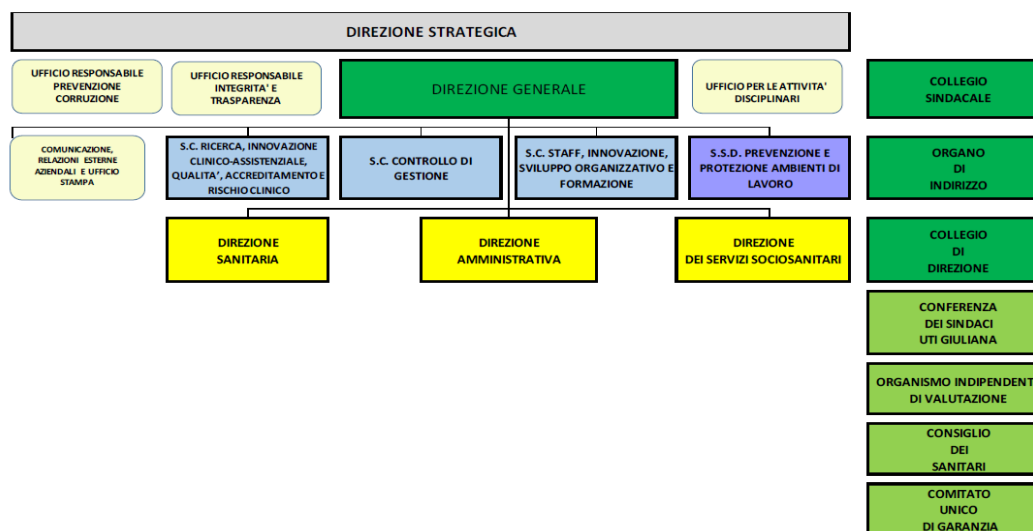 DIREZIONE STRATEGICA
UFFICIO RESPONSABILE
PREVENZIONE
CORRUZIONE
UFFICIO RESPONSABILE
INTEGRITA' E
TRASPARENZA
DIREZIONE GENERALE
UFFICIO PER LE ATTIVITA'
DISCIPLINARI
COLLEGIO
SINDACALE
COMUNICAZIONE,
RELAZIONI ESTERNE
AZIENDALI E UFFICIO
STAMPA
S.C. RICERCA, INNOVAZIONE
CLINICO-ASSISTENZIALE,
QUALITA', ACCREDITAMENTO E
RISCHIO CLINICO
S.C. CONTROLLO DI
GESTIONE
S.C. STAFF, INNOVAZIONE,
SVILUPPO ORGANIZZATIVO E
FORMAZIONE
S.S.D. PREVENZIONE E
PROTEZIONE AMBIENTI DI
LAVORO
ORGANO
DI
INDIRIZZO
DIREZIONE
SANITARIA
DIREZIONE
AMMINISTRATIVA
DIREZIONE
DEI SERVIZI SOCIOSANITARI
COLLEGIO
DI
DIREZIONE
CONFERENZA
DEI SINDACI
UTI GIULIANA
ORGANISMO INDIPENDENT
DI VALUTAZIONE
CONSIGLIO
DEI
SANITARI
COMITATO
UNICO
DI GARANZIA